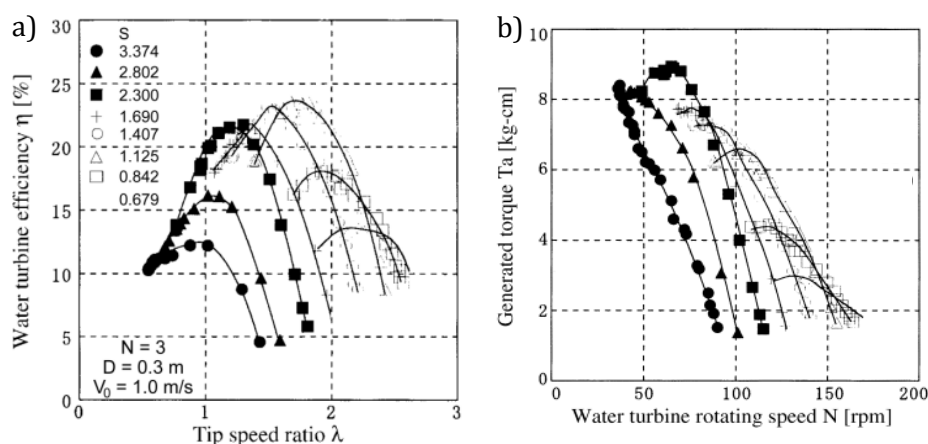 a)
30
25
20
15
10
5
0
Water turbine efficiency η [%]
S
3.374
2.802
2.300
1.690
1.407
1.125
0.842
0.679
N = 3
D = 0.3 m
V₀ = 1.0 m/s
0 1 2 3
Tip speed ratio λ
b)
10
8
6
4
2
0
Generated torque Ta [kg-cm]
0 50 100 150 200
Water turbine rotating speed N [rpm]